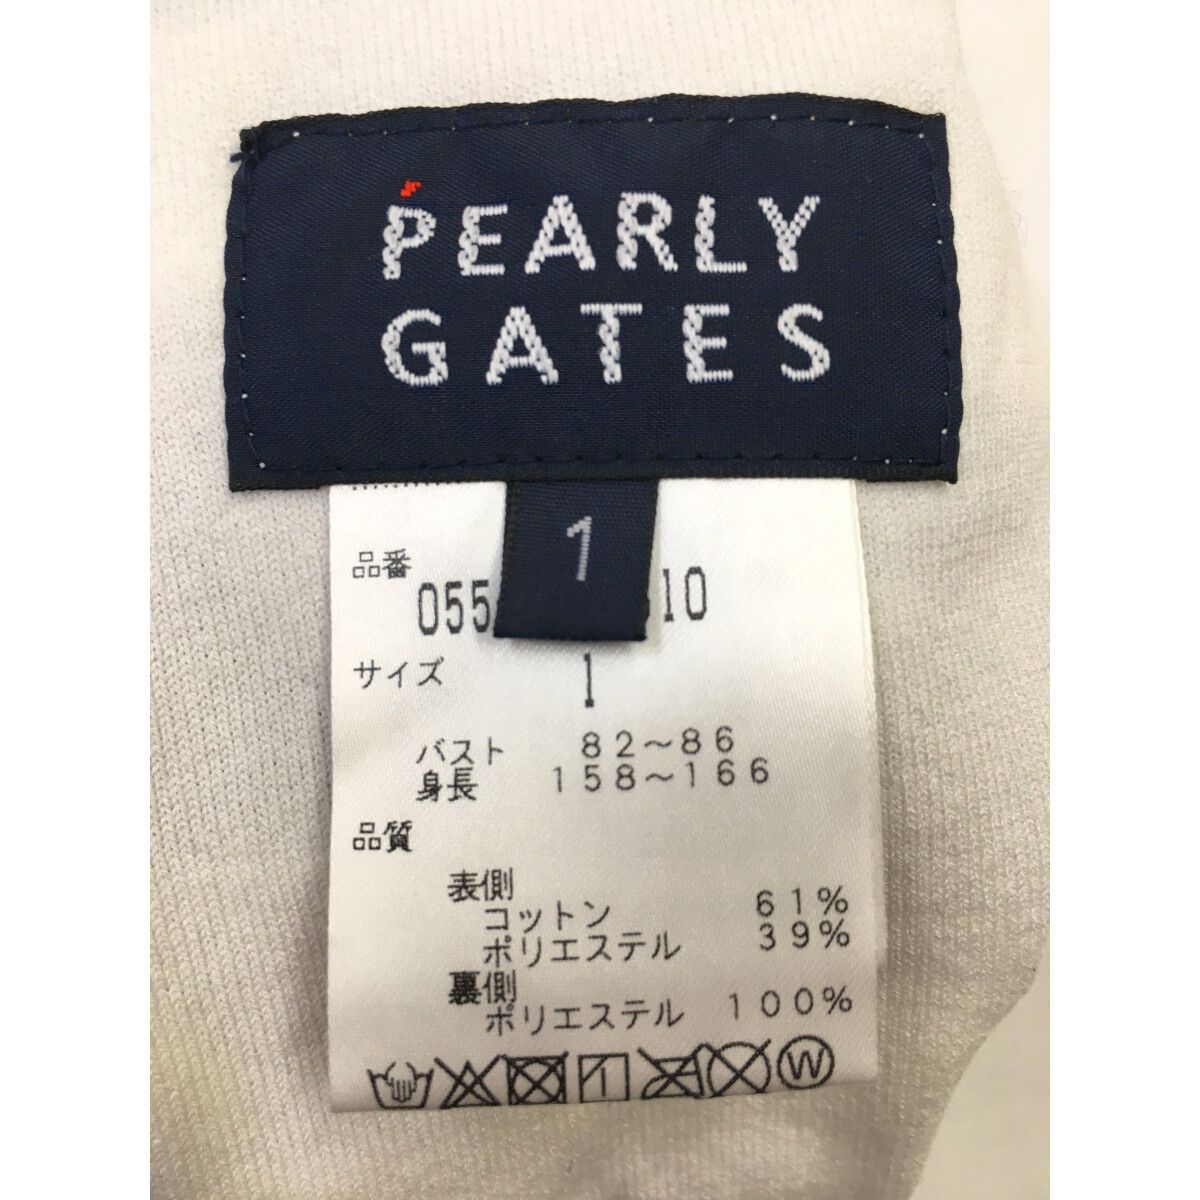 PEARLY
GATES
1
品番
055 10
サイズ 1
バスト 82～86
身長 158～166
品質
表側
コットン 61%
ポリエステル 39%
裏側
ポリエステル 100%
W